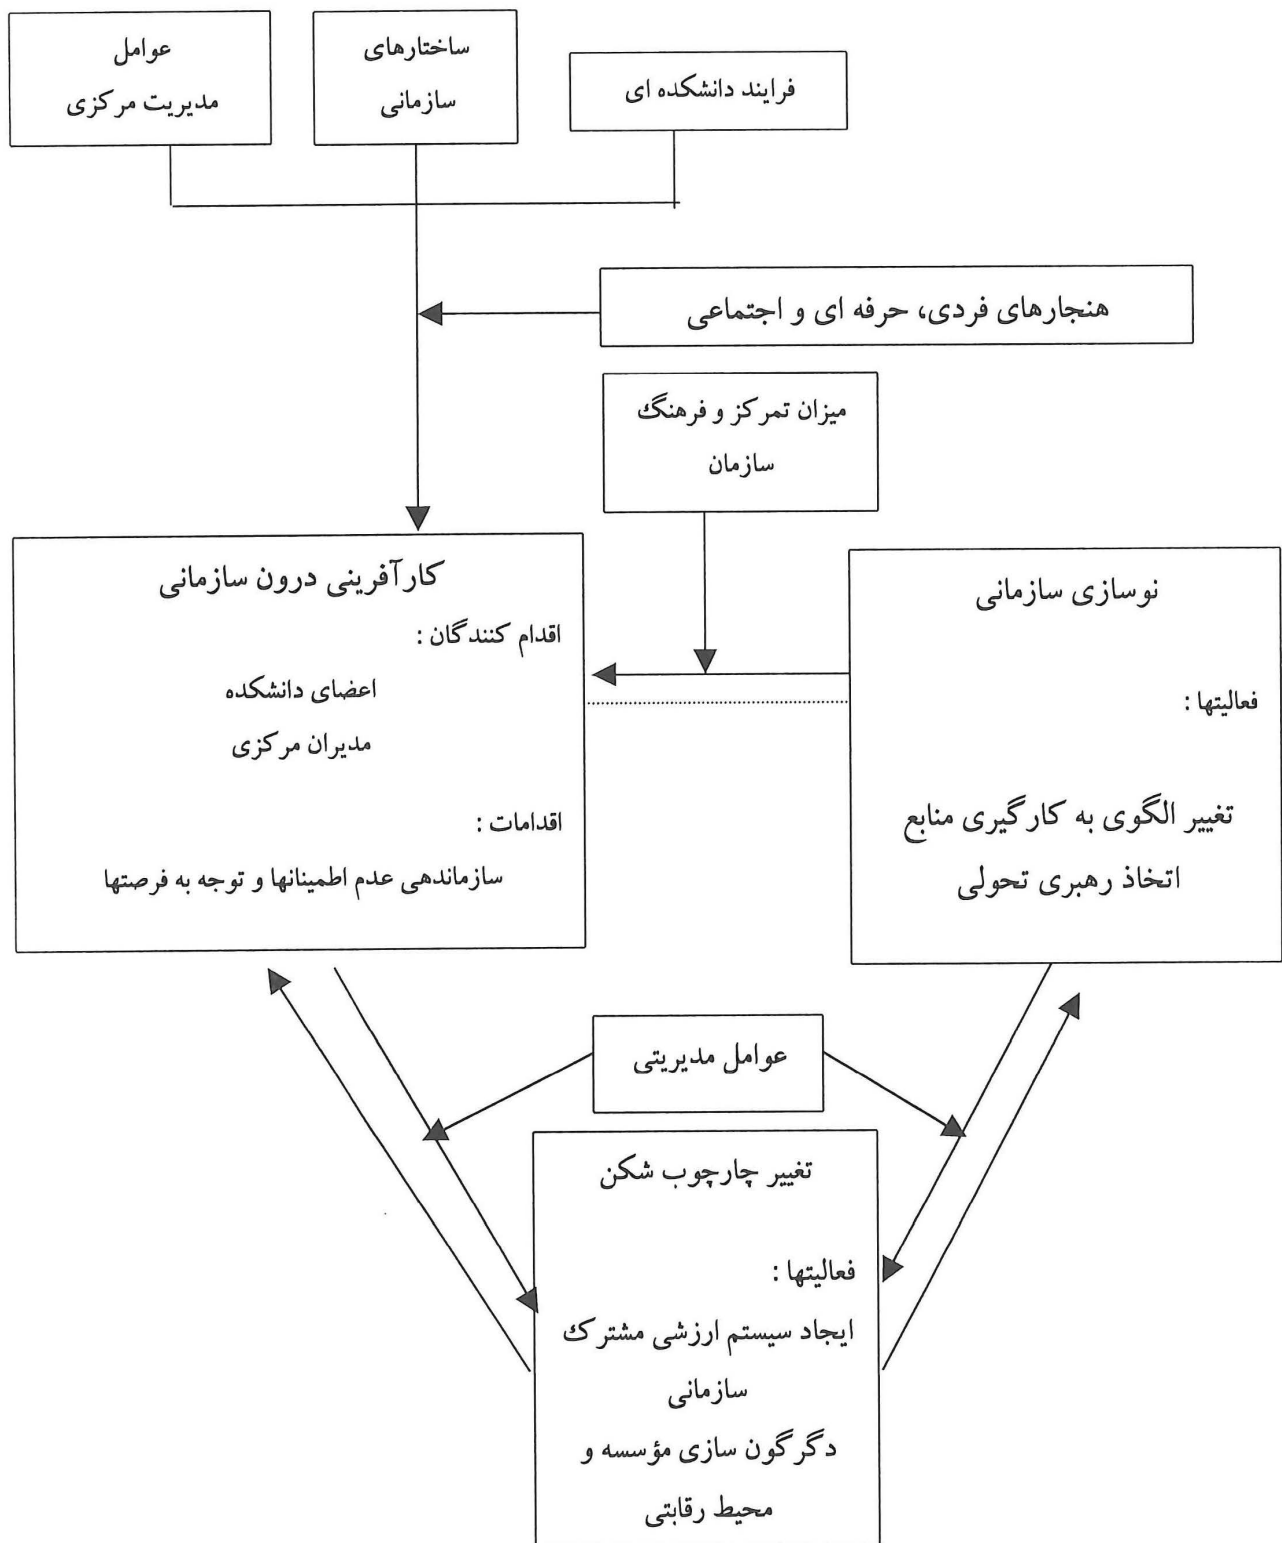 فرایند دانشکده ای
ساختارهای
سازمانی
عوامل
مدیریت مرکزی
هنجارهای فردی، حرفه ای و اجتماعی
میزان تمرکز و فرهنگ
سازمان
نوسازی سازمانی
فعالیتها :
تغییر الگوی به کارگیری منابع
اتخاذ رهبری تحولی
کارآفرینی درون سازمانی
اقدام کنندگان :
اعضای دانشکده
مدیران مرکزی
اقدامات :
سازماندهی عدم اطمینانها و توجه به فرصتها
عوامل مدیریتی
تغییر چارچوب شکن
فعالیتها :
ایجاد سیستم ارزشی مشترک
سازمانی
دگرگون سازی مؤسسه و
محیط رقابتی